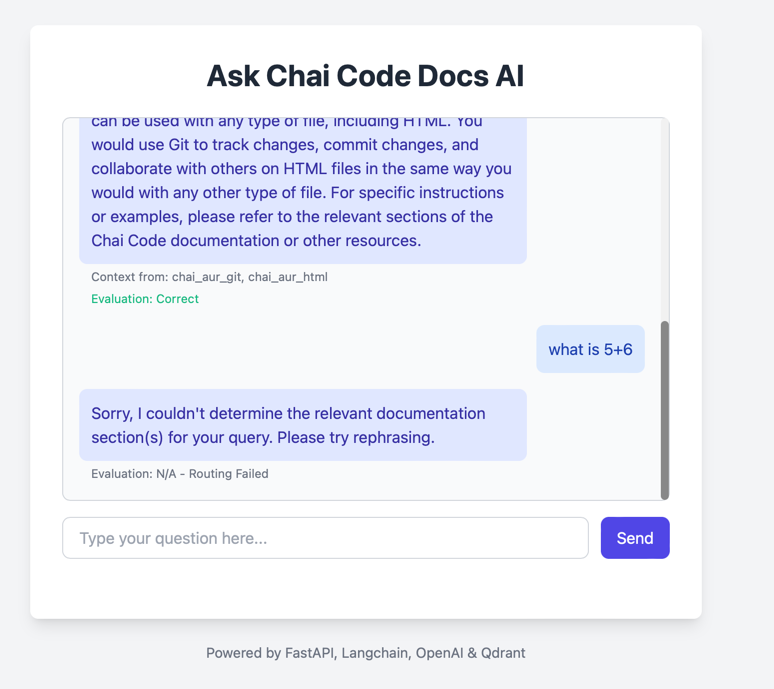 Ask Chai Code Docs AI
can be used with any type of file, including HTML. You
would use Git to track changes, commit changes, and
collaborate with others on HTML files in the same way you
would with any other type of file. For specific instructions
or examples, please refer to the relevant sections of the
Chai Code documentation or other resources.
Context from: chai_aur_git, chai_aur_html
Evaluation: Correct
what is 5+6
Sorry, I couldn't determine the relevant documentation
section(s) for your query. Please try rephrasing.
Evaluation: N/A - Routing Failed
Type your question here...
Send
Powered by FastAPI, Langchain, OpenAI & Qdrant